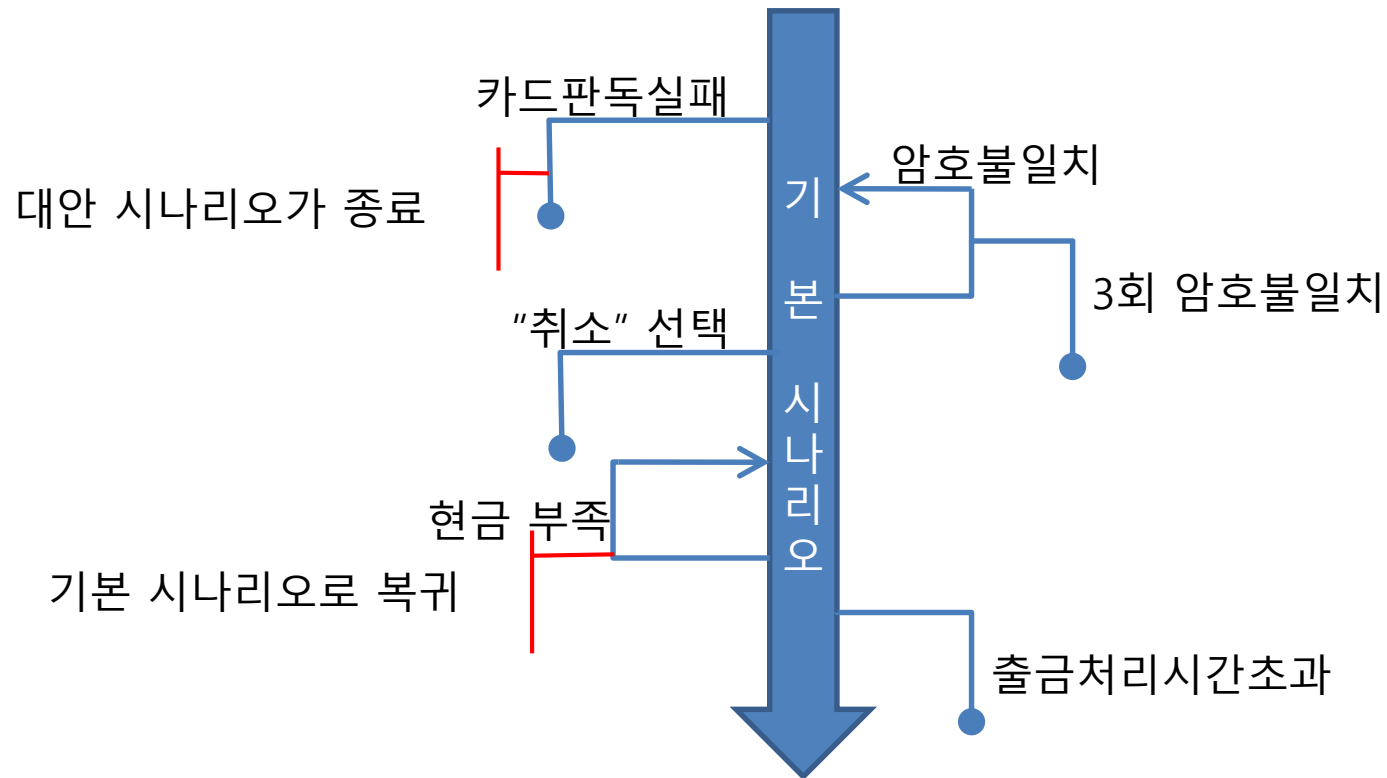 카드판독실패
암호불일치
대안 시나리오가 종료
기본 시나리오
3회 암호불일치
"취소" 선택
현금 부족
기본 시나리오로 복귀
출금처리시간초과